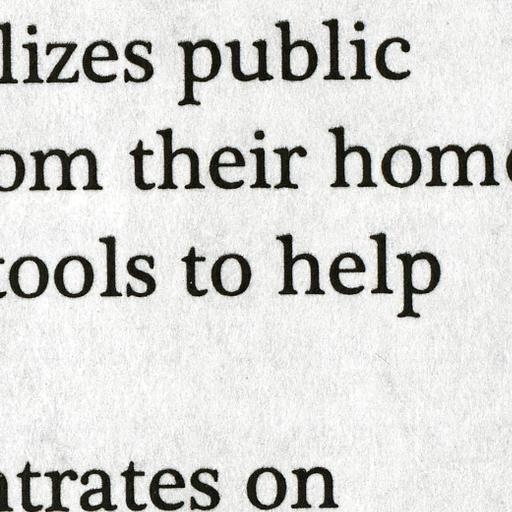 lizes public
om their hom
tools to help
ntrates on